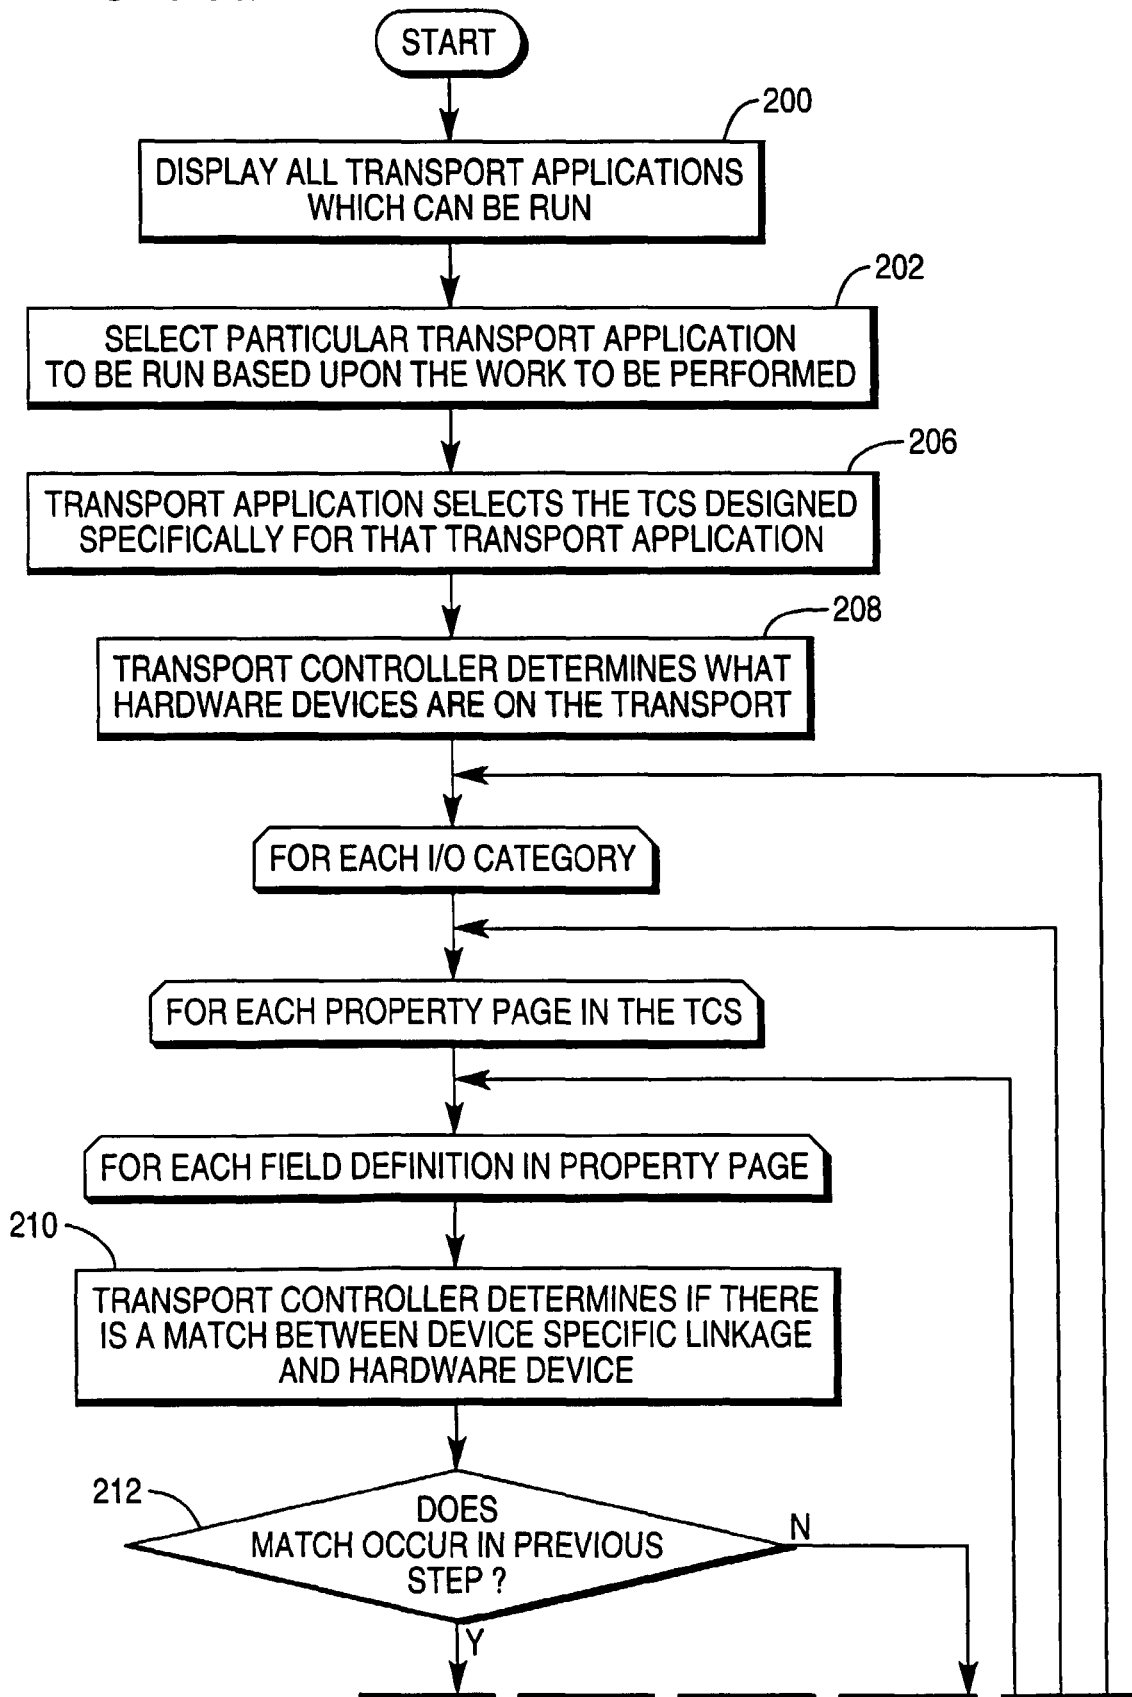 START
200
DISPLAY ALL TRANSPORT APPLICATIONS
WHICH CAN BE RUN
202
SELECT PARTICULAR TRANSPORT APPLICATION
TO BE RUN BASED UPON THE WORK TO BE PERFORMED
206
TRANSPORT APPLICATION SELECTS THE TCS DESIGNED
SPECIFICALLY FOR THAT TRANSPORT APPLICATION
208
TRANSPORT CONTROLLER DETERMINES WHAT
HARDWARE DEVICES ARE ON THE TRANSPORT
FOR EACH I/O CATEGORY
FOR EACH PROPERTY PAGE IN THE TCS
FOR EACH FIELD DEFINITION IN PROPERTY PAGE
210
TRANSPORT CONTROLLER DETERMINES IF THERE
IS A MATCH BETWEEN DEVICE SPECIFIC LINKAGE
AND HARDWARE DEVICE
212
DOES
MATCH OCCUR IN PREVIOUS
STEP ?
N
Y